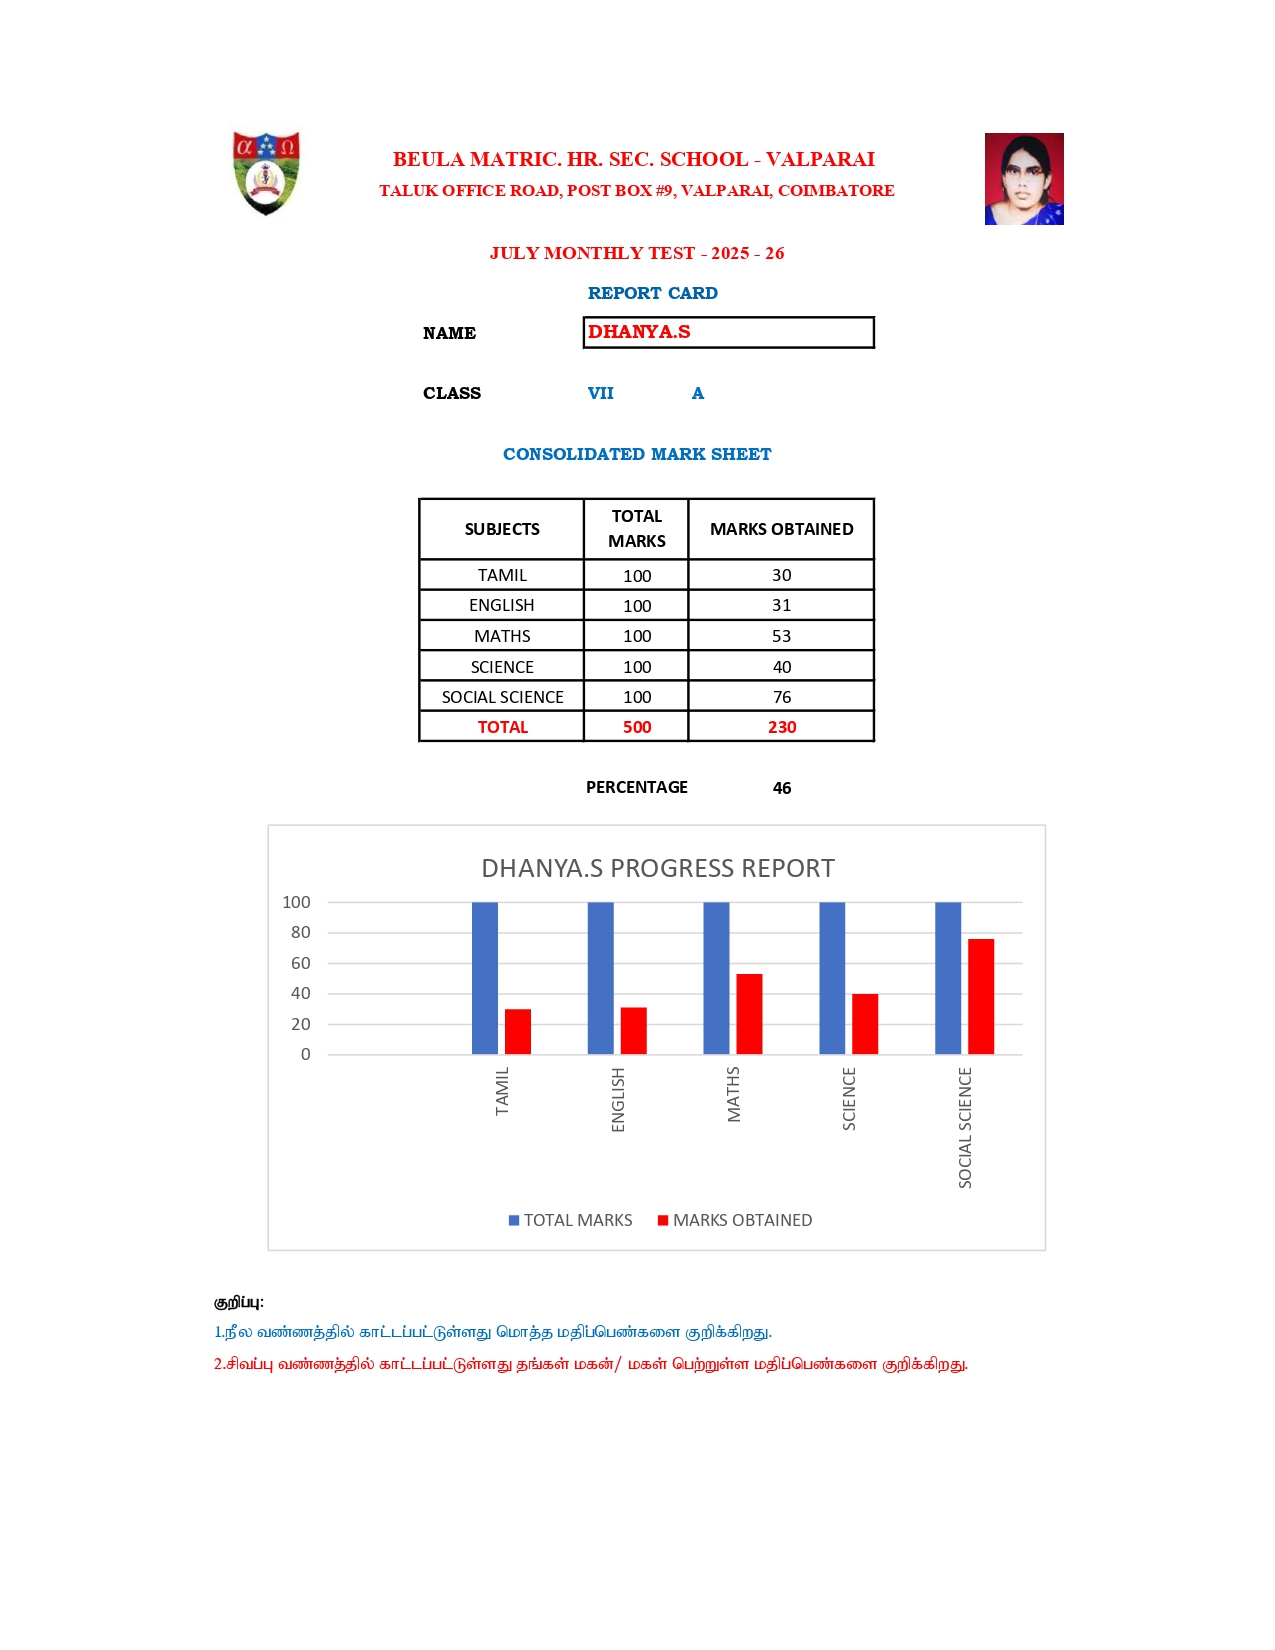 α Ω
BEULA MATRIC. HR. SEC. SCHOOL - VALPARAI
TALUK OFFICE ROAD, POST BOX #9, VALPARAI, COIMBATORE
JULY MONTHLY TEST - 2025 - 26
REPORT CARD
NAME DHANYA.S
CLASS VII A
CONSOLIDATED MARK SHEET
SUBJECTS TOTAL MARKS MARKS OBTAINED
TAMIL 100 30
ENGLISH 100 31
MATHS 100 53
SCIENCE 100 40
SOCIAL SCIENCE 100 76
TOTAL 500 230
PERCENTAGE 46
DHANYA.S PROGRESS REPORT
100
80
60
40
20
0
TAMIL
ENGLISH
MATHS
SCIENCE
SOCIAL SCIENCE
TOTAL MARKS MARKS OBTAINED
குறிப்பு:
1.நீல வண்ணத்தில் காட்டப்பட்டுள்ளது மொத்த மதிப்பெண்களை குறிக்கிறது.
2.சிவப்பு வண்ணத்தில் காட்டப்பட்டுள்ளது தங்கள் மகன்/ மகள் பெற்றுள்ள மதிப்பெண்களை குறிக்கிறது.